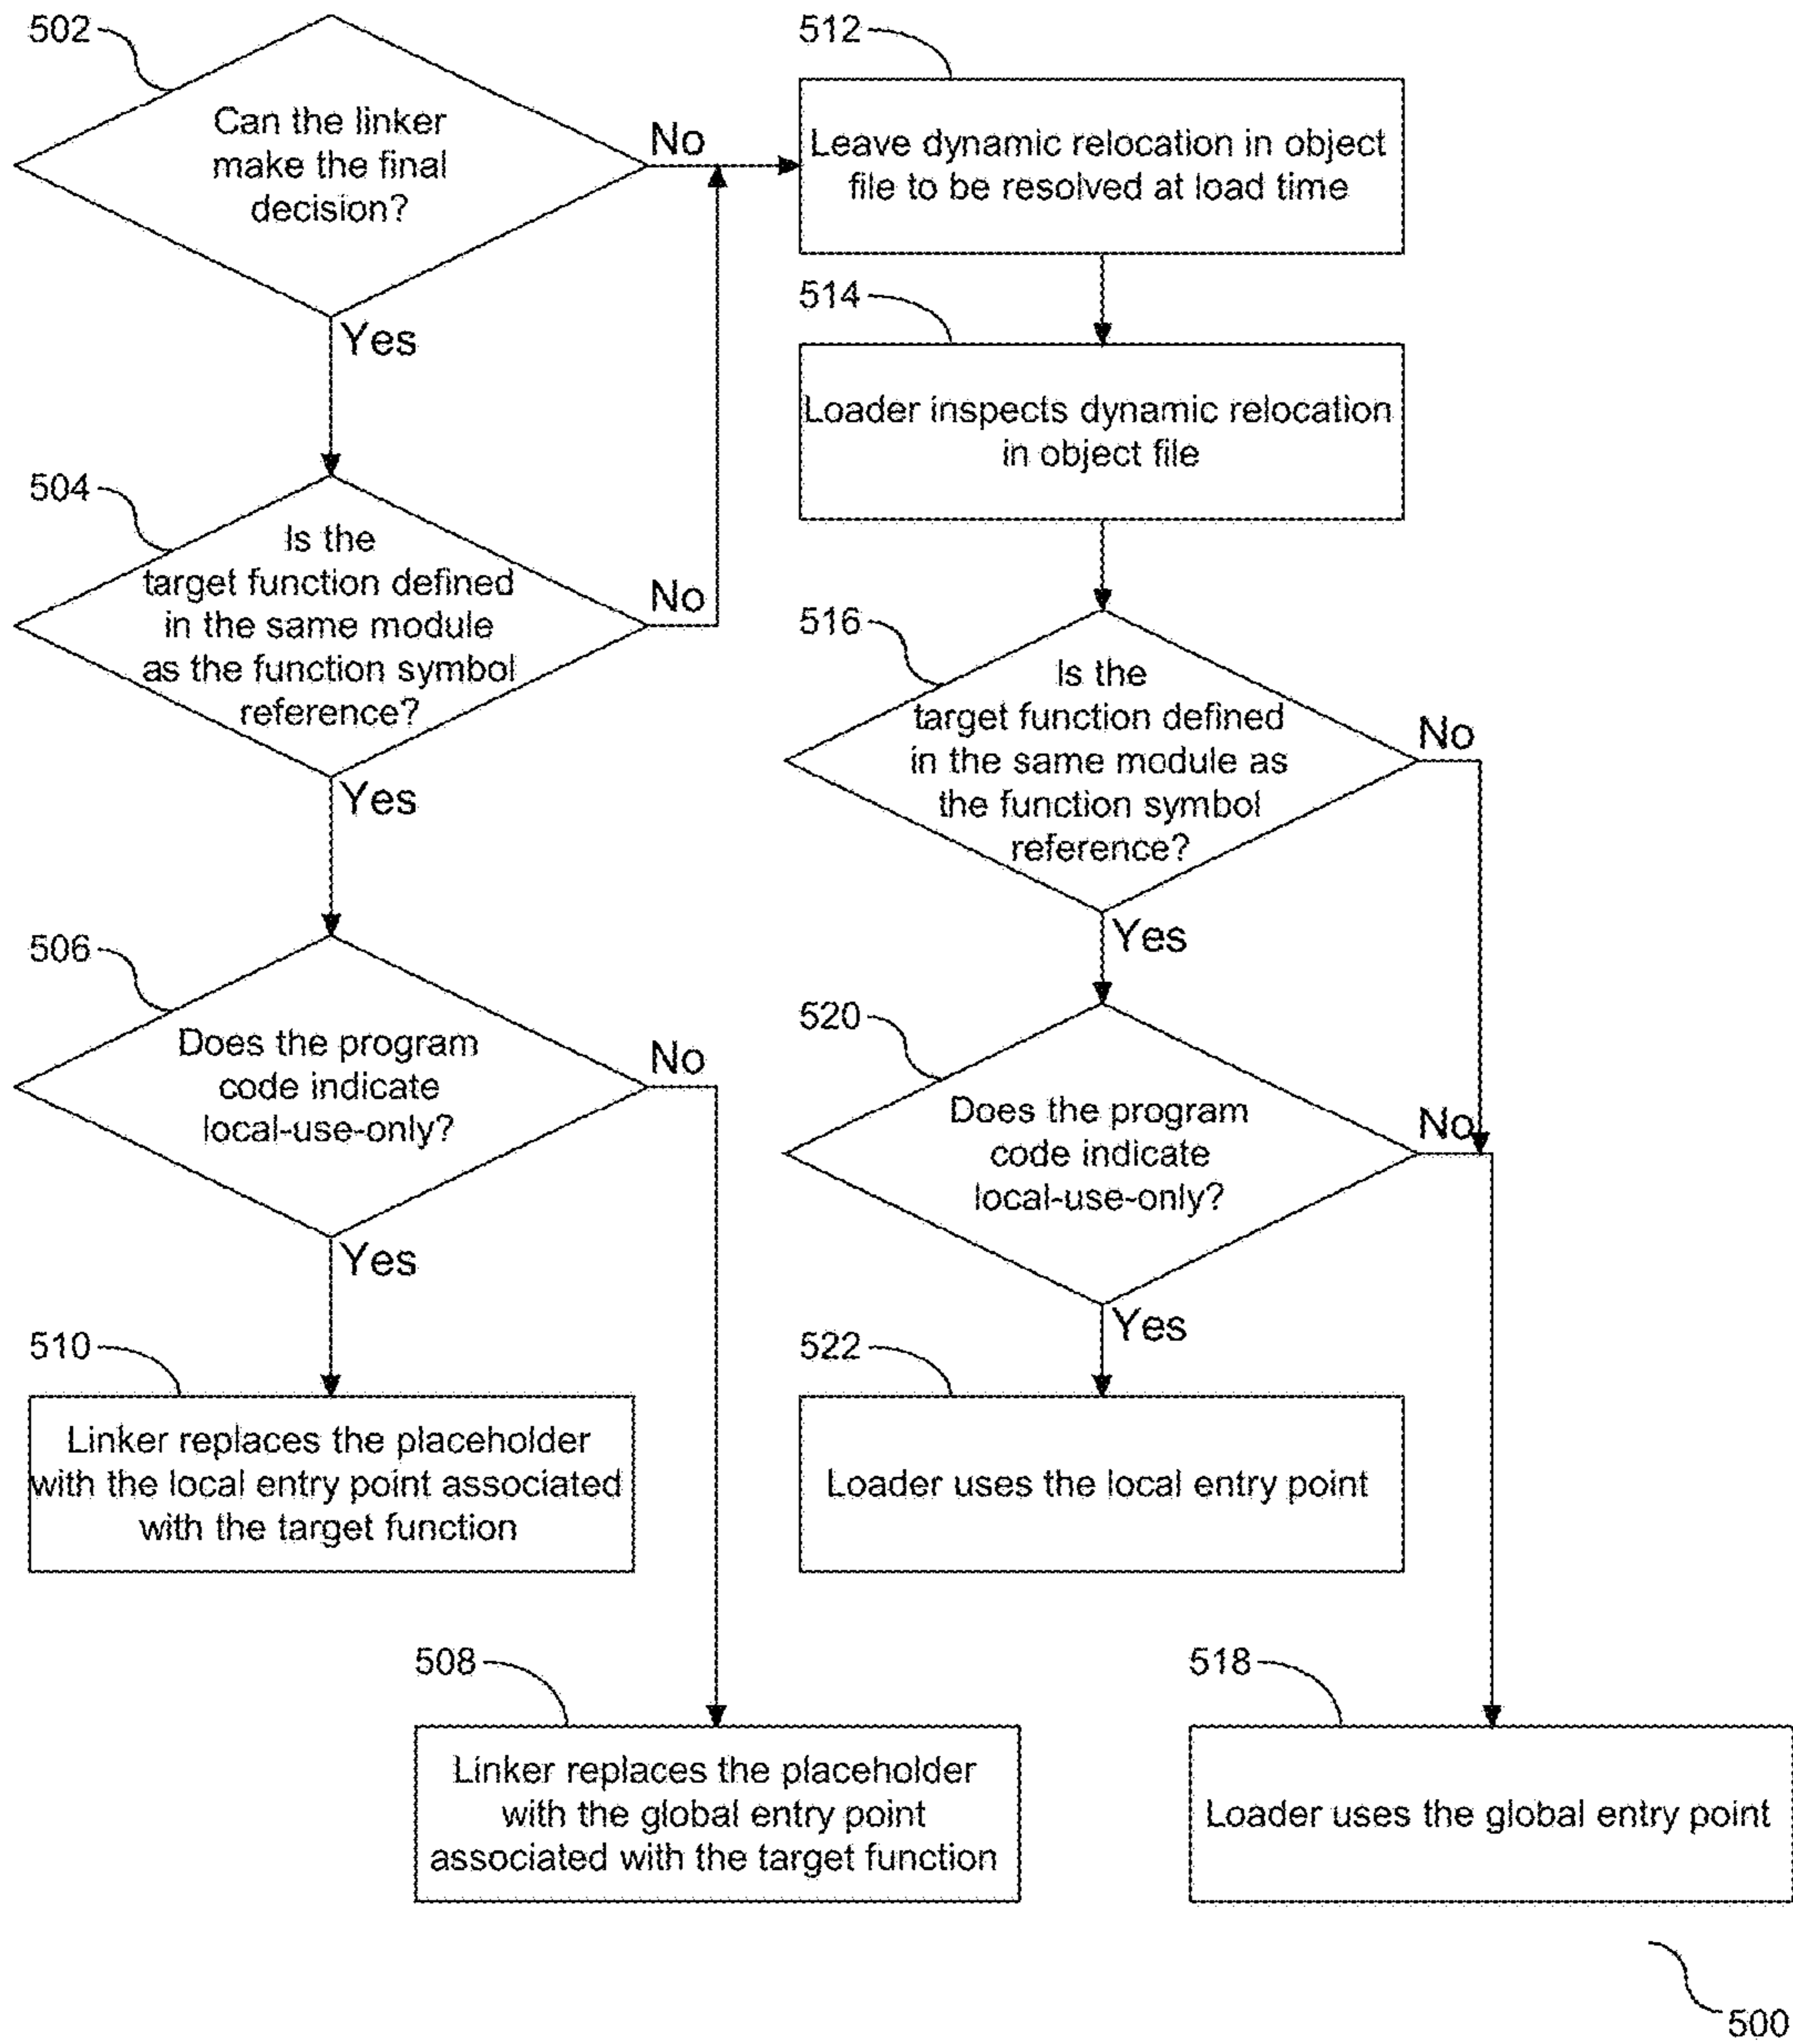 502
Can the linker
make the final
decision?
No
Yes
504
Is the
target function defined
in the same module
as the function symbol
reference?
No
Yes
506
Does the program
code indicate
local-use-only?
No
Yes
510
Linker replaces the placeholder
with the local entry point associated
with the target function
508
Linker replaces the placeholder
with the global entry point
associated with the target function
512
Leave dynamic relocation in object
file to be resolved at load time
514
Loader inspects dynamic relocation
in object file
516
Is the
target function defined
in the same module as
the function symbol
reference?
No
Yes
520
Does the program
code indicate
local-use-only?
No
Yes
522
Loader uses the local entry point
518
Loader uses the global entry point
500